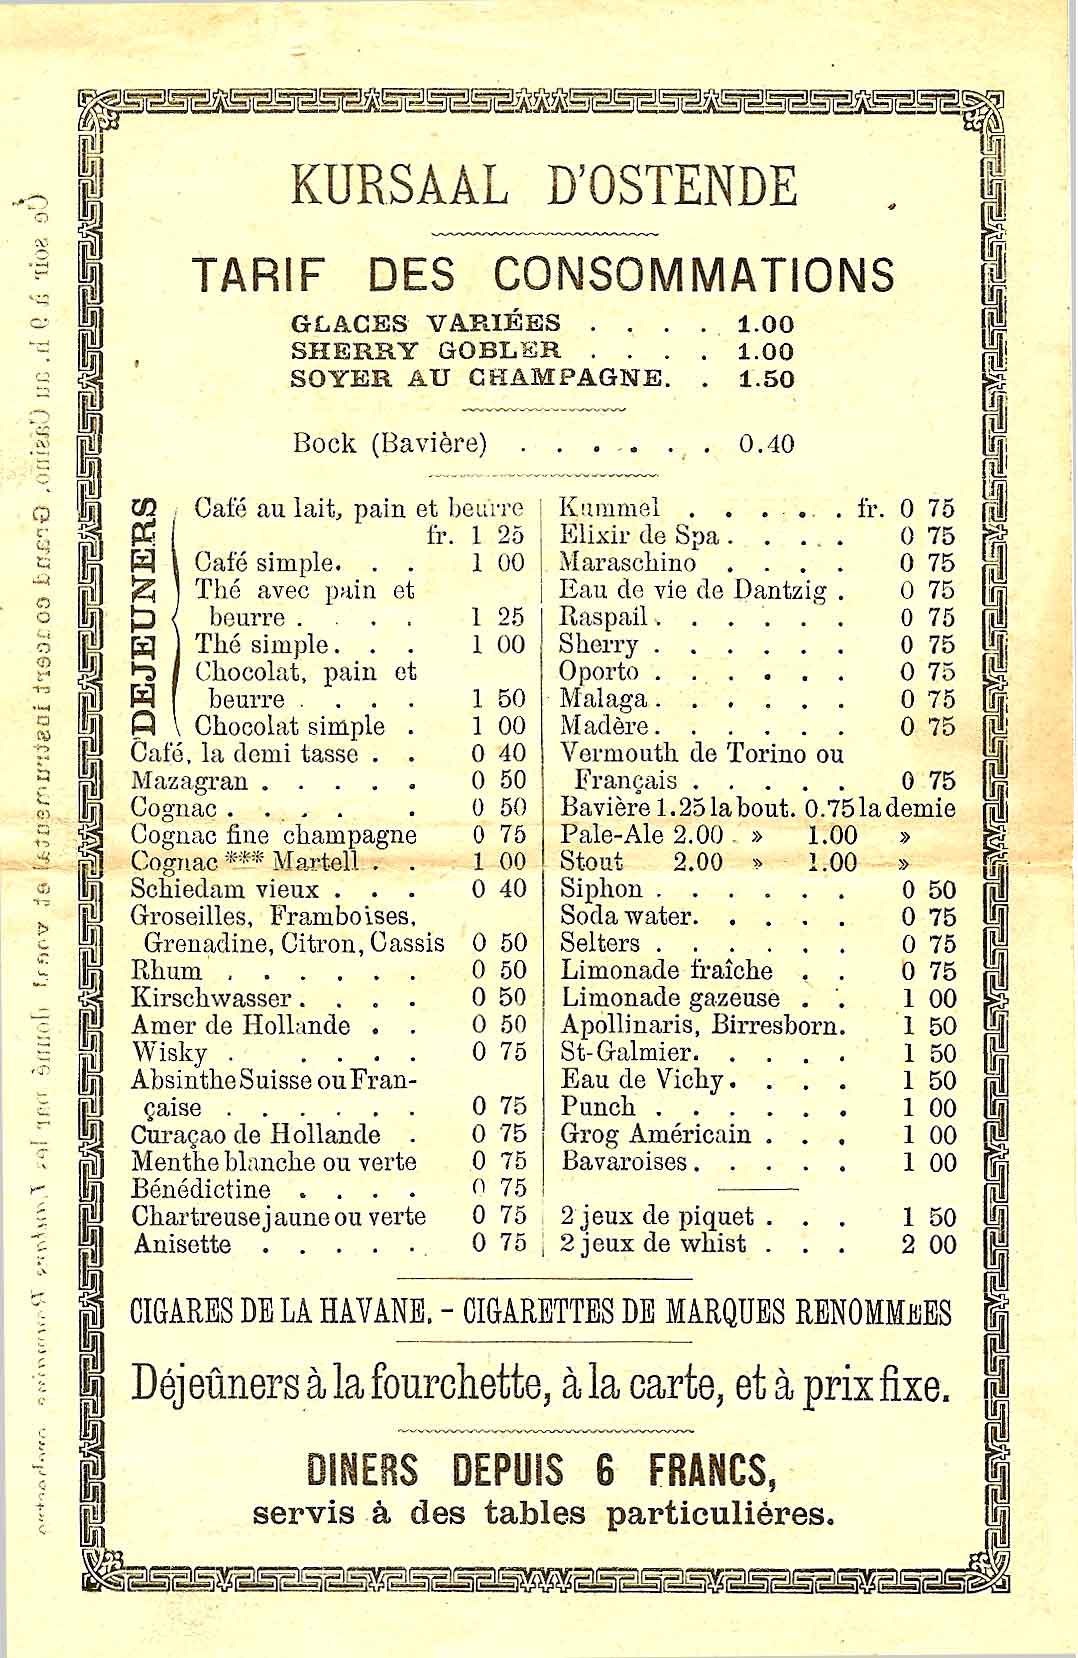 KURSAAL D'OSTENDE
TARIF DES CONSOMMATIONS
GLACES VARIÉES . . . . 1.00
SHERRY GOBLER . . . . 1.00
SOYER AU CHAMPAGNE. . 1.50
Bock (Bavière) . . . . . . . 0.40
DEJEUNERS
Café au lait, pain et beurre
fr. 1 25
Café simple. . . 1 00
Thé avec pain et
beurre . . . . 1 25
Thé simple. . . 1 00
Chocolat, pain et
beurre . . . . 1 50
Chocolat simple . 1 00
Café, la demi tasse . . 0 40
Mazagran . . . . . 0 50
Cognac . . . . . 0 50
Cognac fine champagne 0 75
Cognac *** Martell . . 1 00
Schiedam vieux . . . 0 40
Groseilles, Framboises,
Grenadine, Citron, Cassis 0 50
Rhum . . . . . . 0 50
Kirschwasser . . . . 0 50
Amer de Hollande . . 0 50
Wisky . . . . . 0 75
Absinthe Suisse ou Fran-
çaise . . . . . . 0 75
Curaçao de Hollande . 0 75
Menthe blanche ou verte 0 75
Bénédictine . . . . 0 75
Chartreuse jaune ou verte 0 75
Anisette . . . . . . 0 75
Kummel . . . . . . fr. 0 75
Elixir de Spa . . . . . 0 75
Maraschino . . . . 0 75
Eau de vie de Dantzig . 0 75
Raspail . . . . . . 0 75
Sherry . . . . . . 0 75
Oporto . . . . . . 0 75
Malaga . . . . . . 0 75
Madère . . . . . . 0 75
Vermouth de Torino ou
Français . . . . . 0 75
Bavière 1.25 la bout. 0.75 la demie
Pale-Ale 2.00 » 1.00 »
Stout 2.00 » 1.00 »
Siphon . . . . . . 0 50
Soda water. . . . . 0 75
Selters . . . . . . 0 75
Limonade fraîche . . 0 75
Limonade gazeuse . . 1 00
Apollinaris, Birresborn. 1 50
St-Galmier. . . . . 1 50
Eau de Vichy. . . . 1 50
Punch . . . . . . 1 00
Grog Américain . . . 1 00
Bavaroises . . . . . 1 00
2 jeux de piquet . . . 1 50
2 jeux de whist . . . 2 00
CIGARES DE LA HAVANE. - CIGARETTES DE MARQUES RENOMMEES
Déjeûners à la fourchette, à la carte, et à prix fixe.
DINERS DEPUIS 6 FRANCS,
servis à des tables particulières.